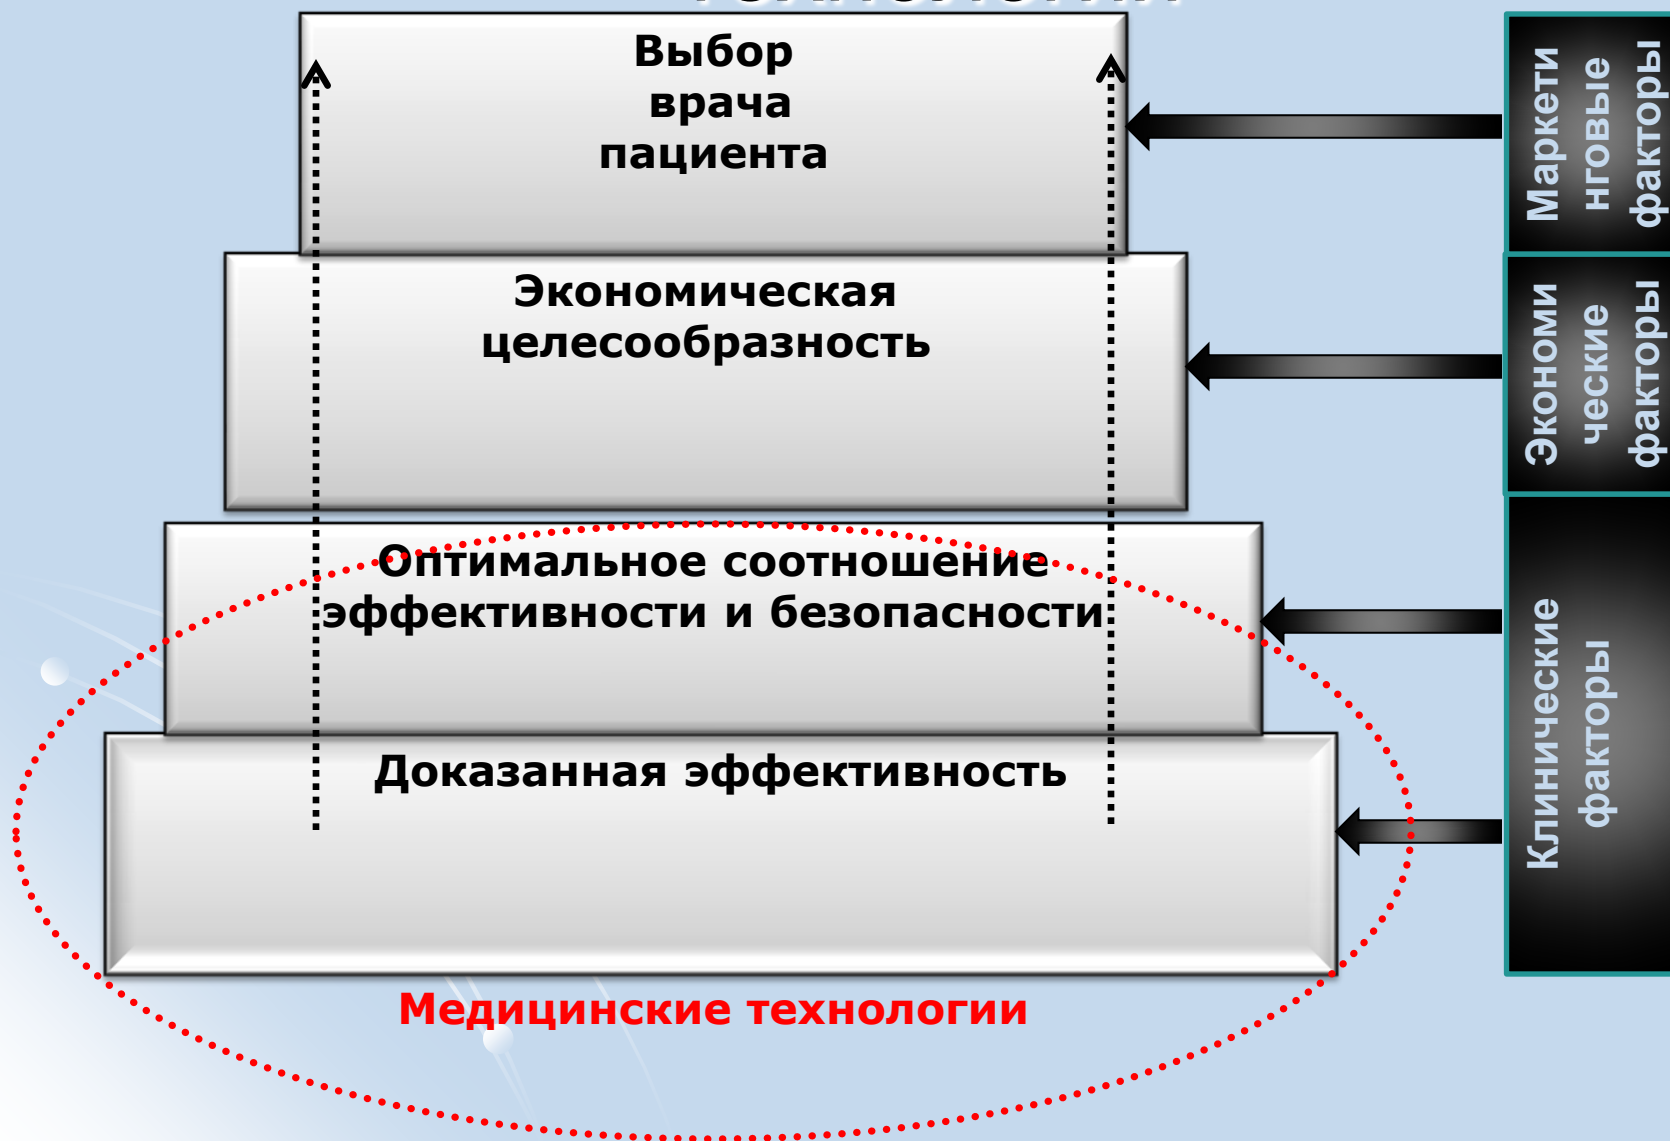 Выбор
врача
пациента
Экономическая
целесообразность
Оптимальное соотношение
эффективности и безопасности
Доказанная эффективность
Медицинские технологии
Маркети
нговые
факторы
Экономи
ческие
факторы
Клинические
факторы